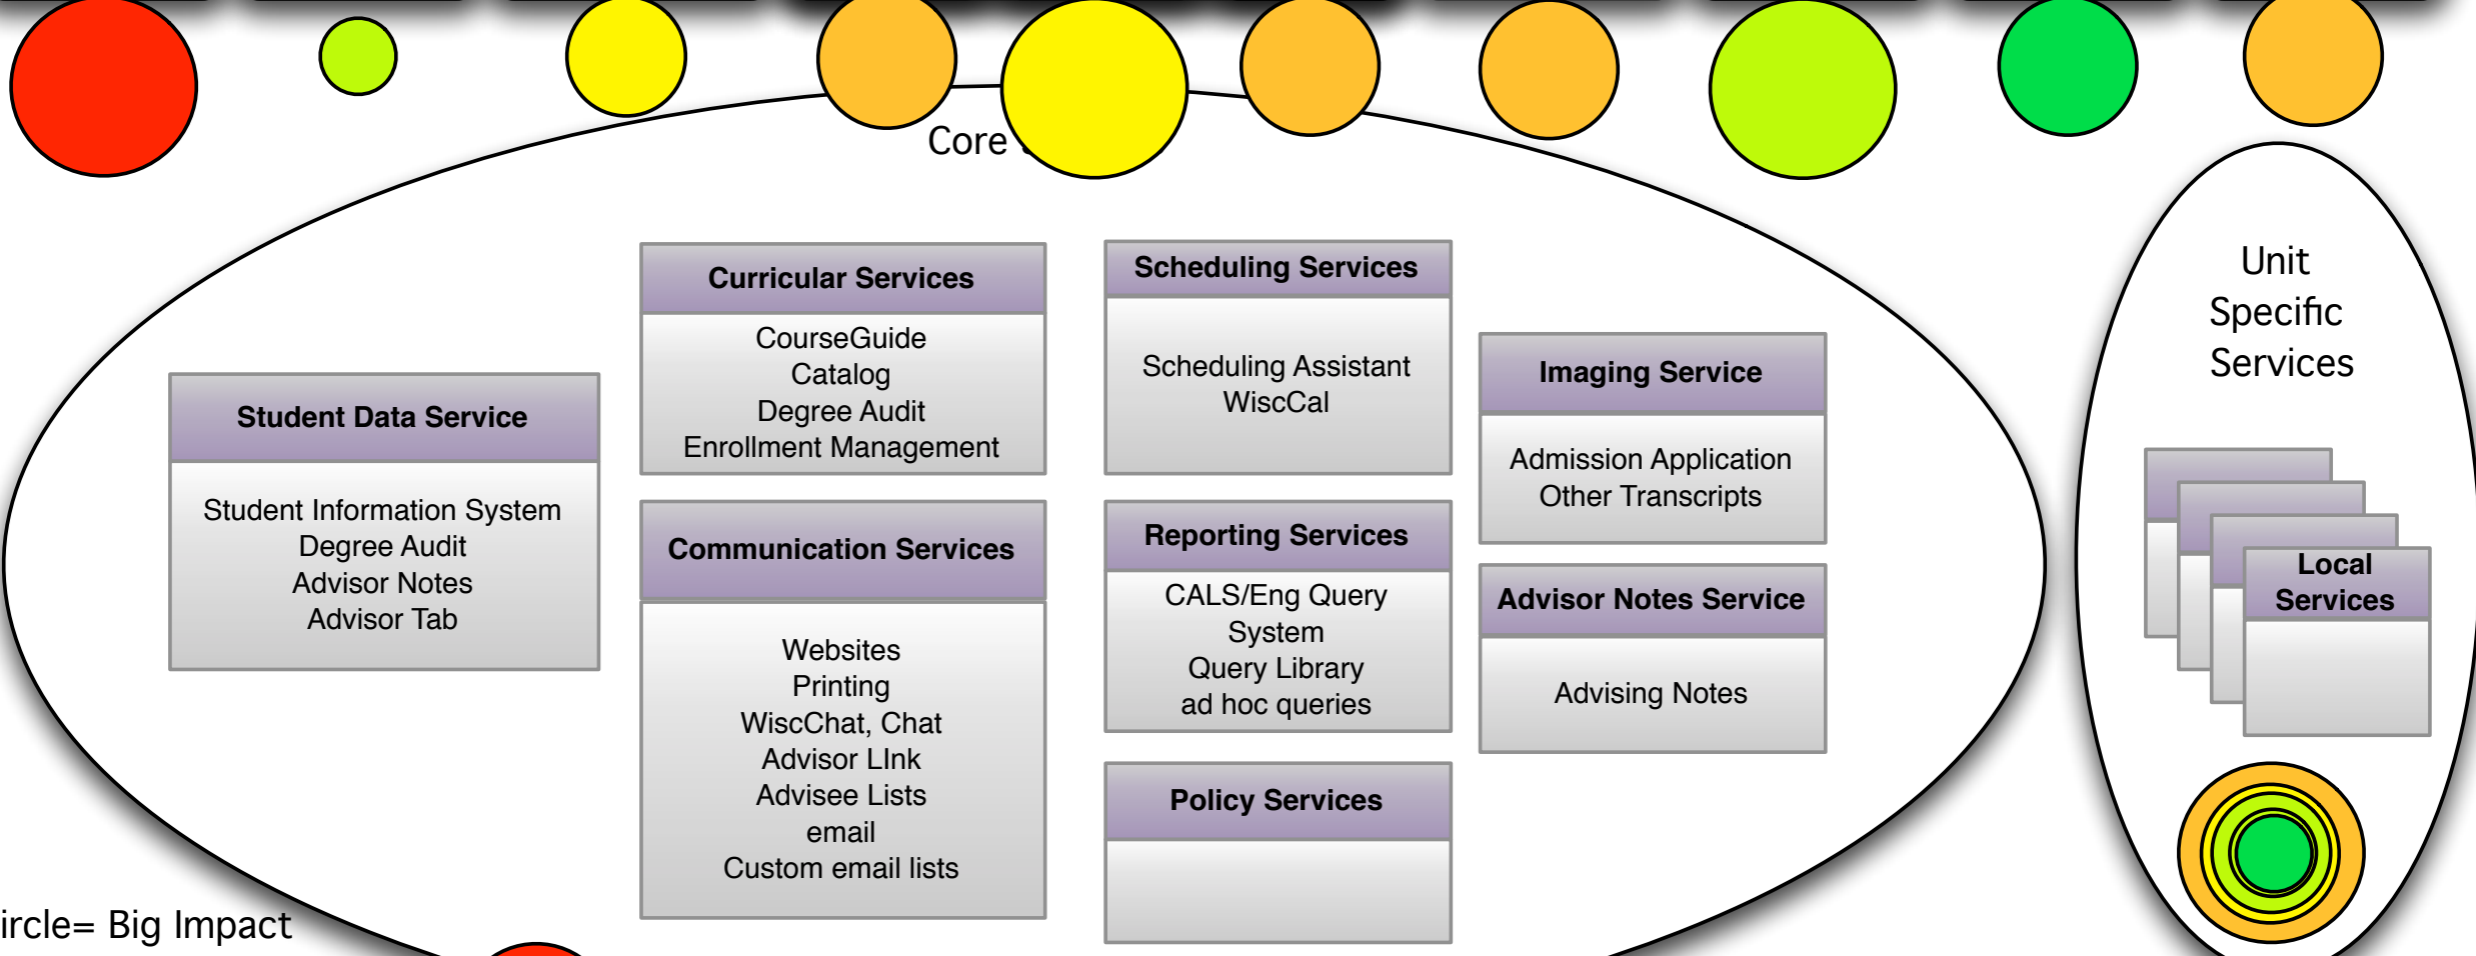 Core
Unit
Specific
Services
Curricular Services
CourseGuide
Catalog
Degree Audit
Enrollment Management
Scheduling Services
Scheduling Assistant
WiscCal
Imaging Service
Admission Application
Other Transcripts
Student Data Service
Student Information System
Degree Audit
Advisor Notes
Advisor Tab
Communication Services
Websites
Printing
WiscChat, Chat
Advisor LInk
Advisee Lists
email
Custom email lists
Reporting Services
CALS/Eng Query
System
Query Library
ad hoc queries
Advisor Notes Service
Advising Notes
Policy Services
Local
Services
ircle= Big Impact